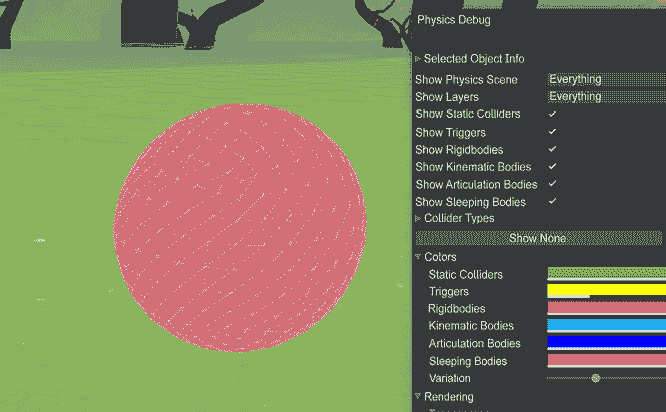 Physics Debug
Selected Object Info
Show Physics Scene Everything
Show Layers Everything
Show Static Colliders
Show Triggers
Show Rigidbodies
Show Kinematic Bodies
Show Articulation Bodies
Show Sleeping Bodies
Collider Types
Show None
Colors
Static Colliders
Triggers
Rigidbodies
Kinematic Bodies
Articulation Bodies
Sleeping Bodies
Variation
Rendering